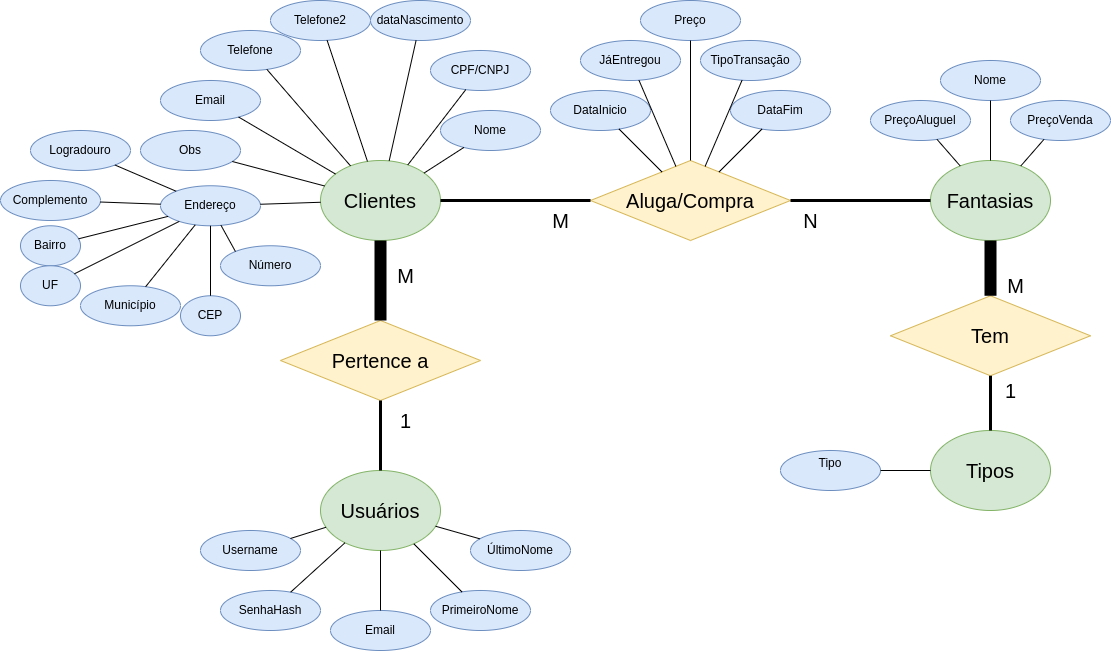 Telefone2
dataNascimento
Preço
Telefone
JáEntregou
TipoTransação
CPF/CNPJ
Nome
Email
DataInicio
DataFim
PreçoAluguel
PreçoVenda
Nome
Logradouro
Obs
Complemento
Endereço
Clientes
Aluga/Compra
Fantasias
M
N
Bairro
Número
UF
M
M
Município
CEP
Pertence a
Tem
1
1
Tipo
Tipos
Usuários
Username
ÚltimoNome
SenhaHash
PrimeiroNome
Email